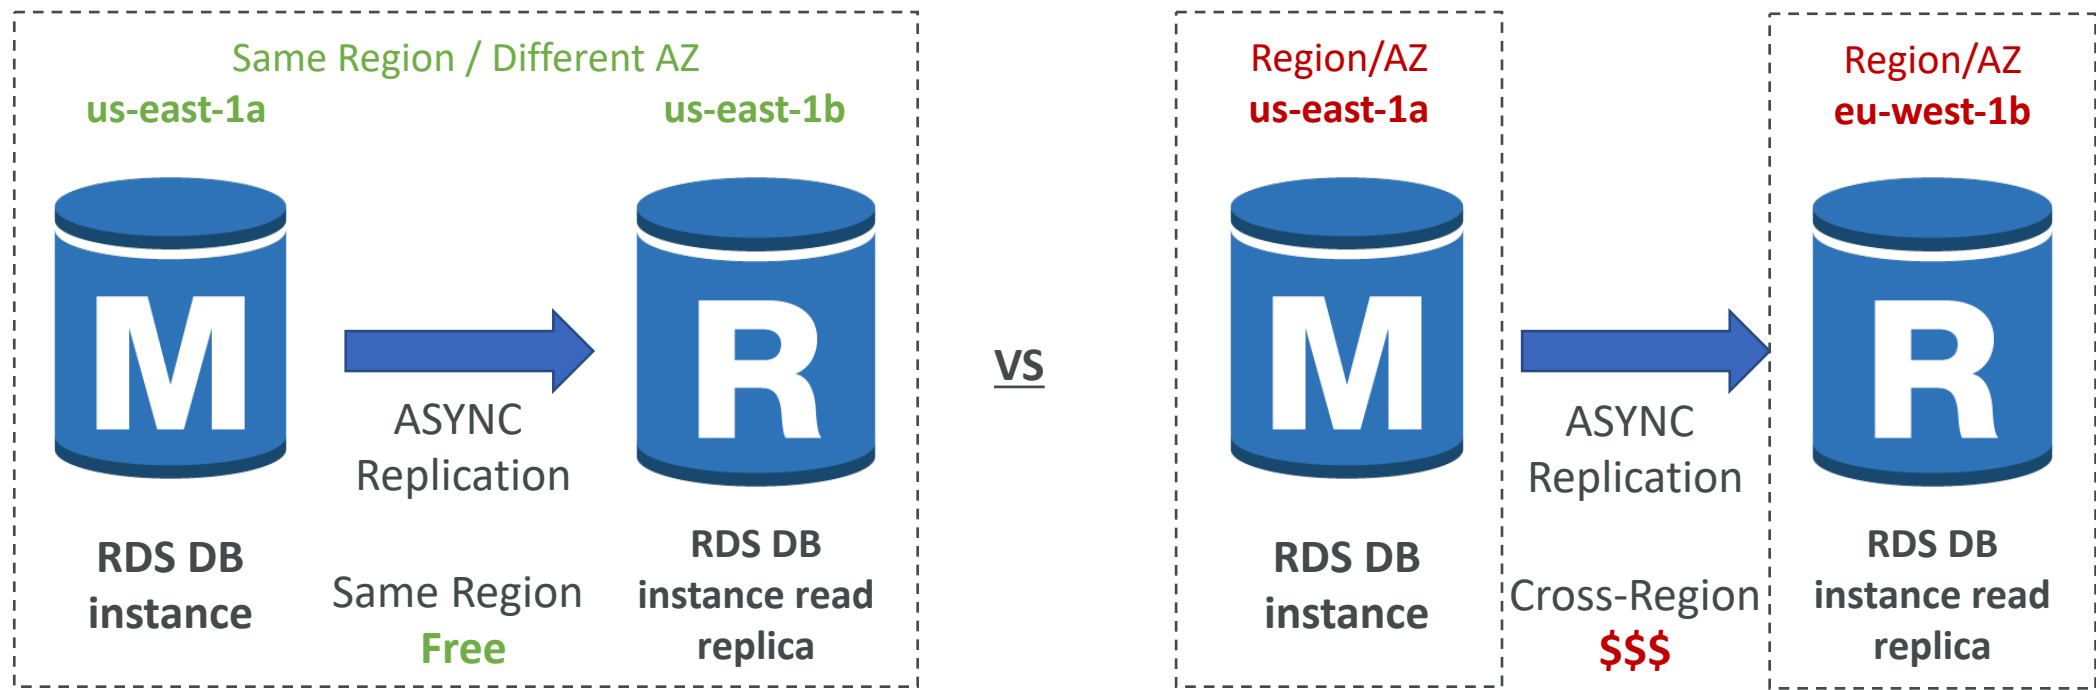 Same Region / Different AZ
us-east-1a
us-east-1b
M
R
ASYNC
Replication
RDS DB
instance
Same Region
Free
RDS DB
instance read
replica
VS
Region/AZ
us-east-1a
Region/AZ
eu-west-1b
M
R
ASYNC
Replication
RDS DB
instance
Cross-Region
$$$
RDS DB
instance read
replica